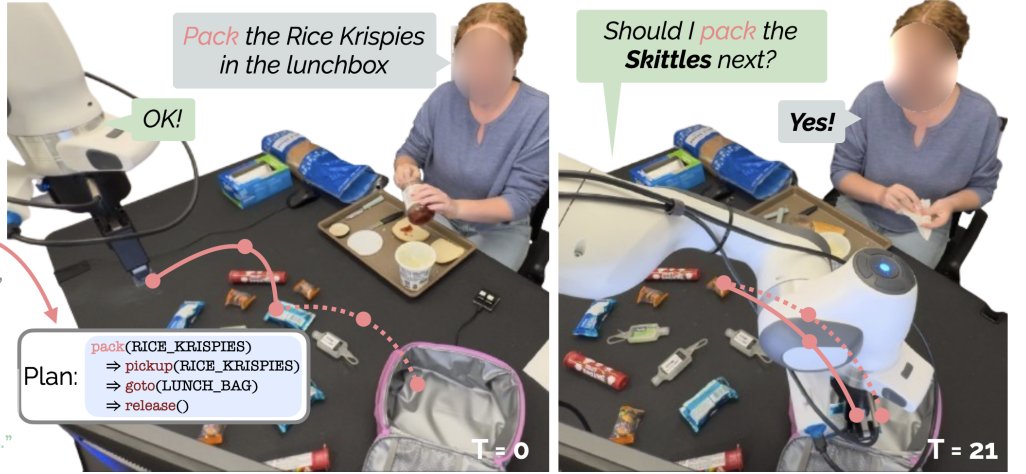 Pack the Rice Krispies
in the lunchbox
OK!
Plan:
pack(RICE_KRISPIES)
⇒ pickup(RICE_KRISPIES)
⇒ goto(LUNCH_BAG)
⇒ release()
."
T = 0
Should I pack the
Skittles next?
Yes!
T = 21